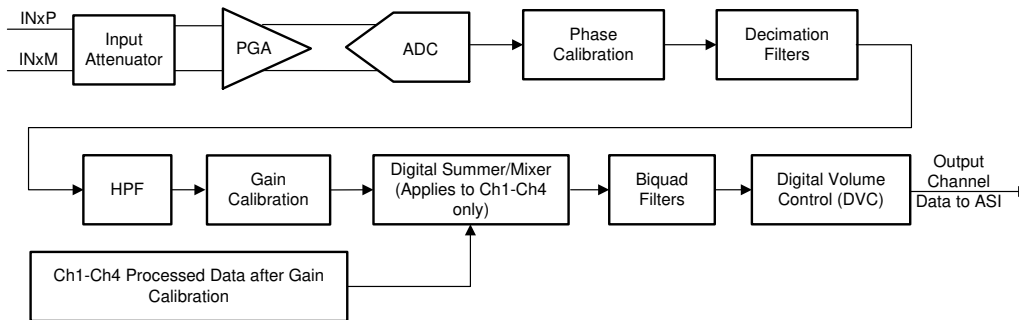 INxP
INxM
Input
Attenuator
PGA
ADC
Phase
Calibration
Decimation
Filters
HPF
Gain
Calibration
Digital Summer/Mixer
(Applies to Ch1-Ch4
only)
Biquad
Filters
Digital Volume
Control (DVC)
Output
Channel
Data to ASI
Ch1-Ch4 Processed Data after Gain
Calibration